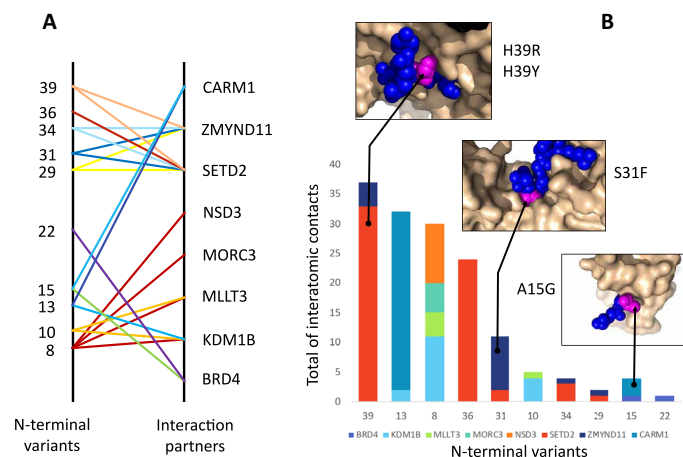 A
39
36
34
31
29
22
15
13
10
8
CARM1
ZMYND11
SETD2
NSD3
MORC3
MLLT3
KDM1B
BRD4
N-terminal
variants
Interaction
partners
B
H39R
H39Y
S31F
A15G
Total of interatomic contacts
40
35
30
25
20
15
10
5
0
39 13 8 36 31 10 34 29 15 22
BRD4 KDM1B MLLT3 MORC3 NSD3 SETD2 ZMYND11 CARM1
N-terminal variants